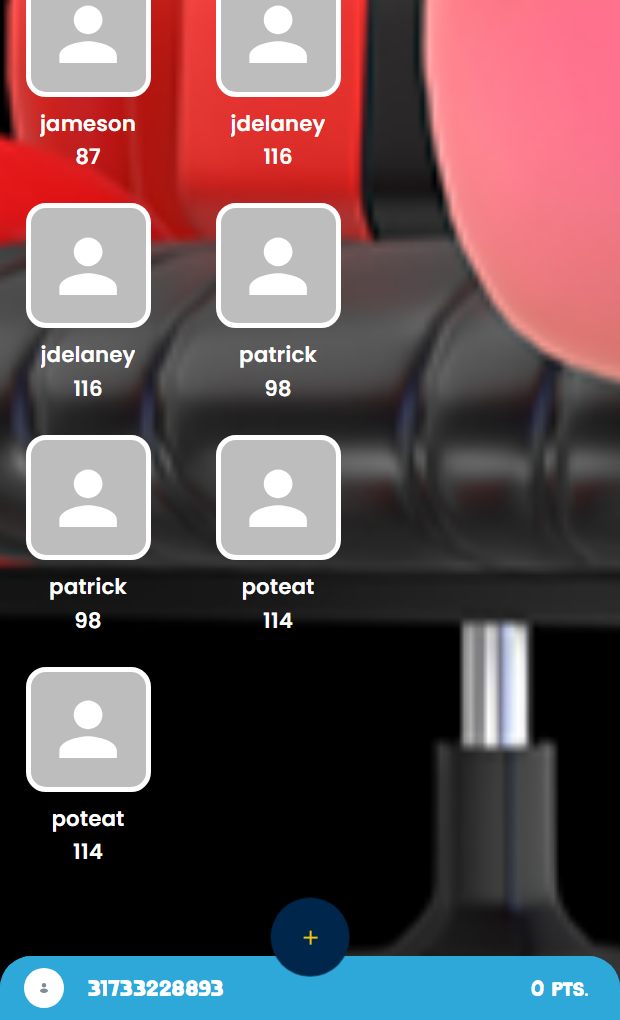 jameson
87
jdelaney
116
jdelaney
116
patrick
98
patrick
98
poteat
114
poteat
114
+
31733228893
0 PTS.